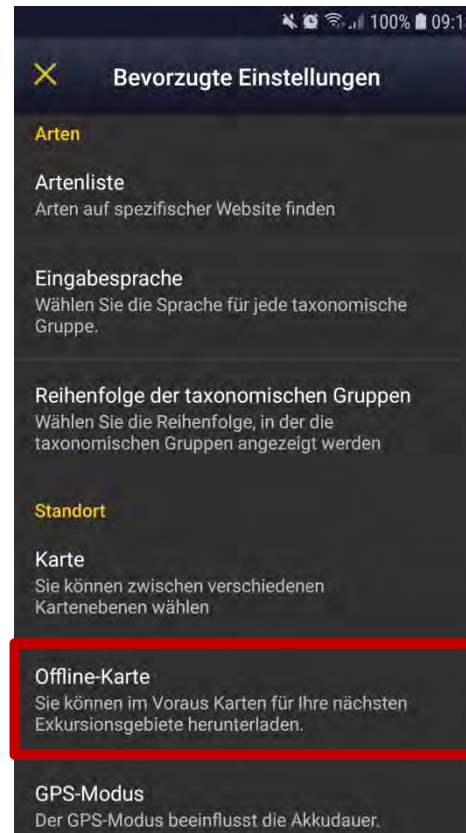 100% 09:1
Bevorzugte Einstellungen
Arten
Artenliste
Arten auf spezifischer Website finden
Eingabesprache
Wählen Sie die Sprache für jede taxonomische
Gruppe.
Reihenfolge der taxonomischen Gruppen
Wählen Sie die Reihenfolge, in der die
taxonomischen Gruppen angezeigt werden
Standort
Karte
Sie können zwischen verschiedenen
Kartenebenen wählen
Offline-Karte
Sie können im Voraus Karten für Ihre nächsten
Exkursionsgebiete herunterladen.
GPS-Modus
Der GPS-Modus beeinflusst die Akkudauer.